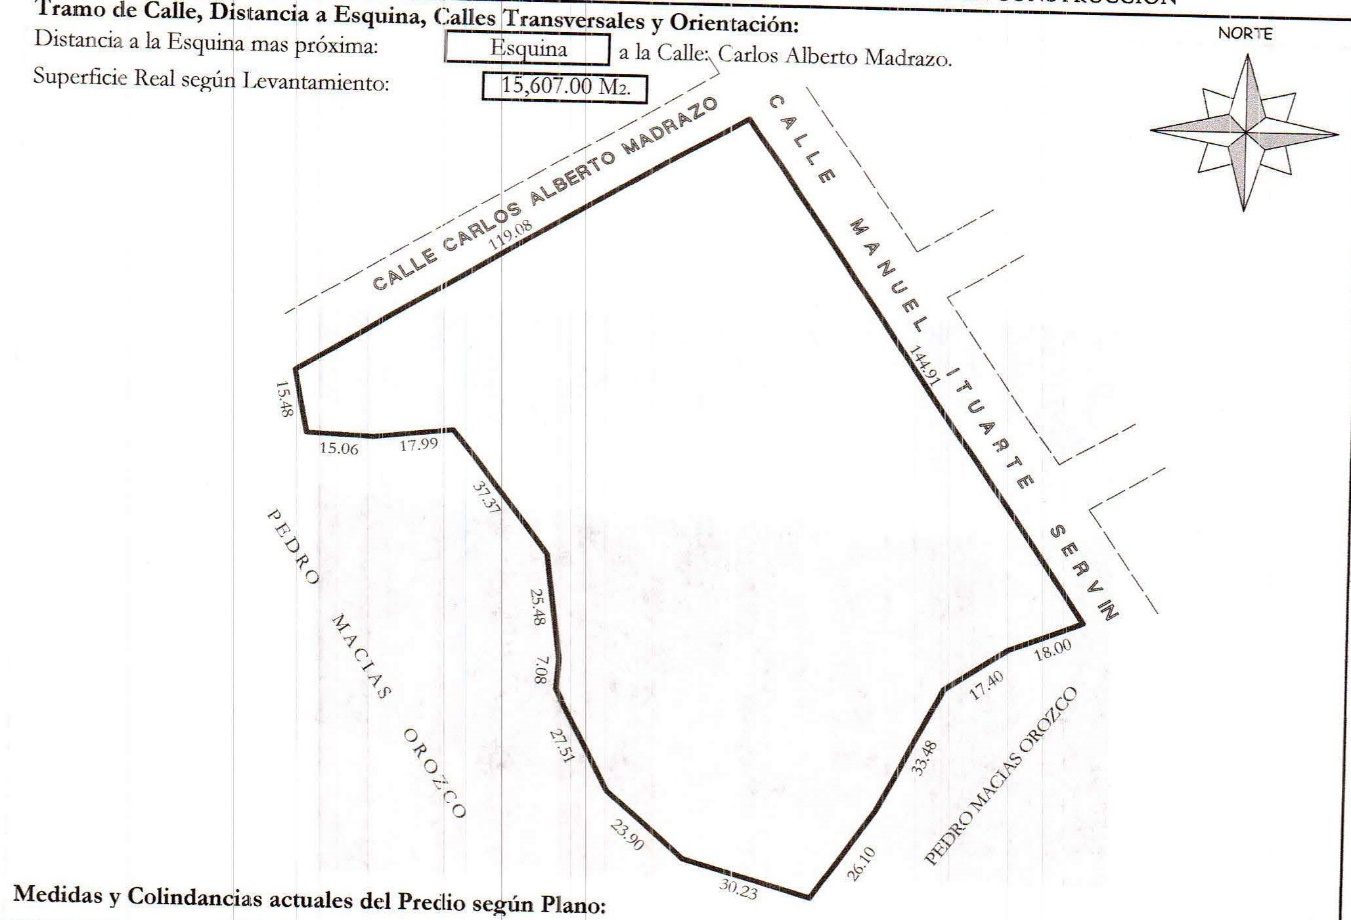 Tramo de Calle, Distancia a Esquina, Calles Transversales y Orientación:
NORTE
Distancia a la Esquina mas próxima: Esquina a la Calle: Carlos Alberto Madrazo.
Superficie Real según Levantamiento: 15,607.00 M2.
CALLE CARLOS ALBERTO MADRAZO
119.08
CALLE MANUEL ITUARTE SERVIN
144.91
15.48
15.06
17.99
37.37
25.48
7.08
27.51
23.90
30.23
26.10
33.48
17.40
18.00
PEDRO MACIAS OROZCO
PEDRO MACIAS OROZCO
Medidas y Colindancias actuales del Predio según Plano: